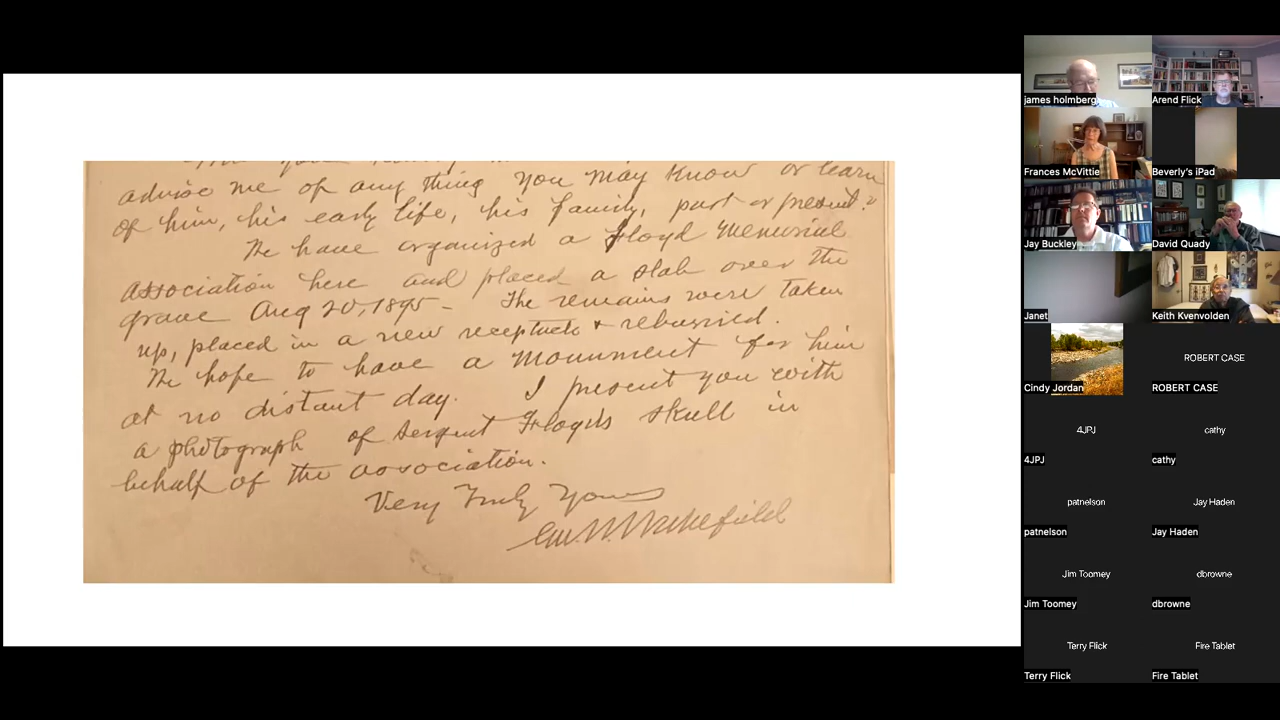 advise me of any thing you may know or learn
of him, his early life, his family, past or present?
We have organized a Floyd Memorial
Association here and placed a slab over the
grave Aug 20, 1895- The remains were taken
up, placed in a new receptacle & reburried.
We hope to have a monument for him
at no distant day. I present you with
a photograph of Sergent Floyds skull in
behalf of the association.
Very Truly Yours
Wakefield
james holmberg
Arend Flick
Frances McVittie
Beverly's iPad
Jay Buckley
David Quady
Janet
Keith Kvenvolden
Cindy Jordan
ROBERT CASE
ROBERT CASE
4JPJ
cathy
4JPJ
cathy
patnelson
Jay Haden
patnelson
Jay Haden
Jim Toomey
dbrowne
Jim Toomey
dbrowne
Terry Flick
Fire Tablet
Terry Flick
Fire Tablet